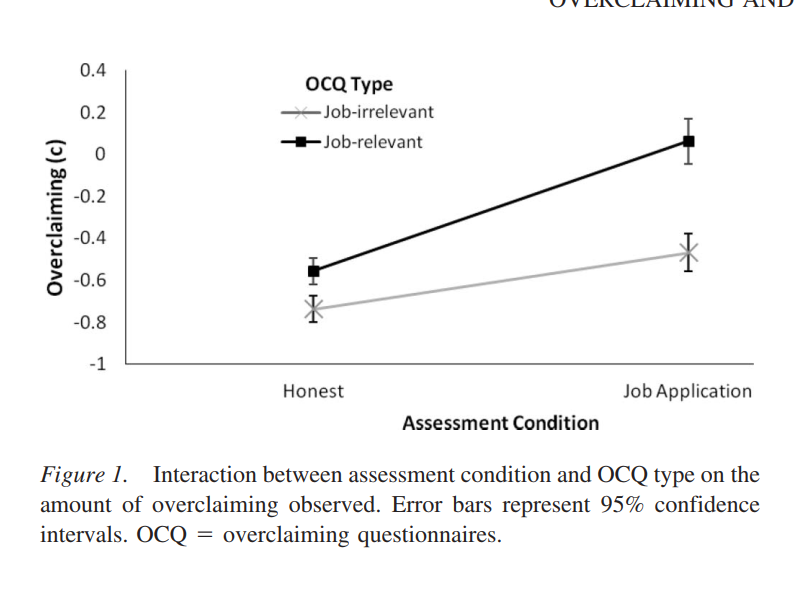 OVERCLAIMING AND
0.4
0.2
0
-0.2
-0.4
-0.6
-0.8
-1
Overclaiming (c)
OCQ Type
Job-irrelevant
Job-relevant
Honest
Job Application
Assessment Condition
Figure 1. Interaction between assessment condition and OCQ type on the
amount of overclaiming observed. Error bars represent 95% confidence
intervals. OCQ = overclaiming questionnaires.